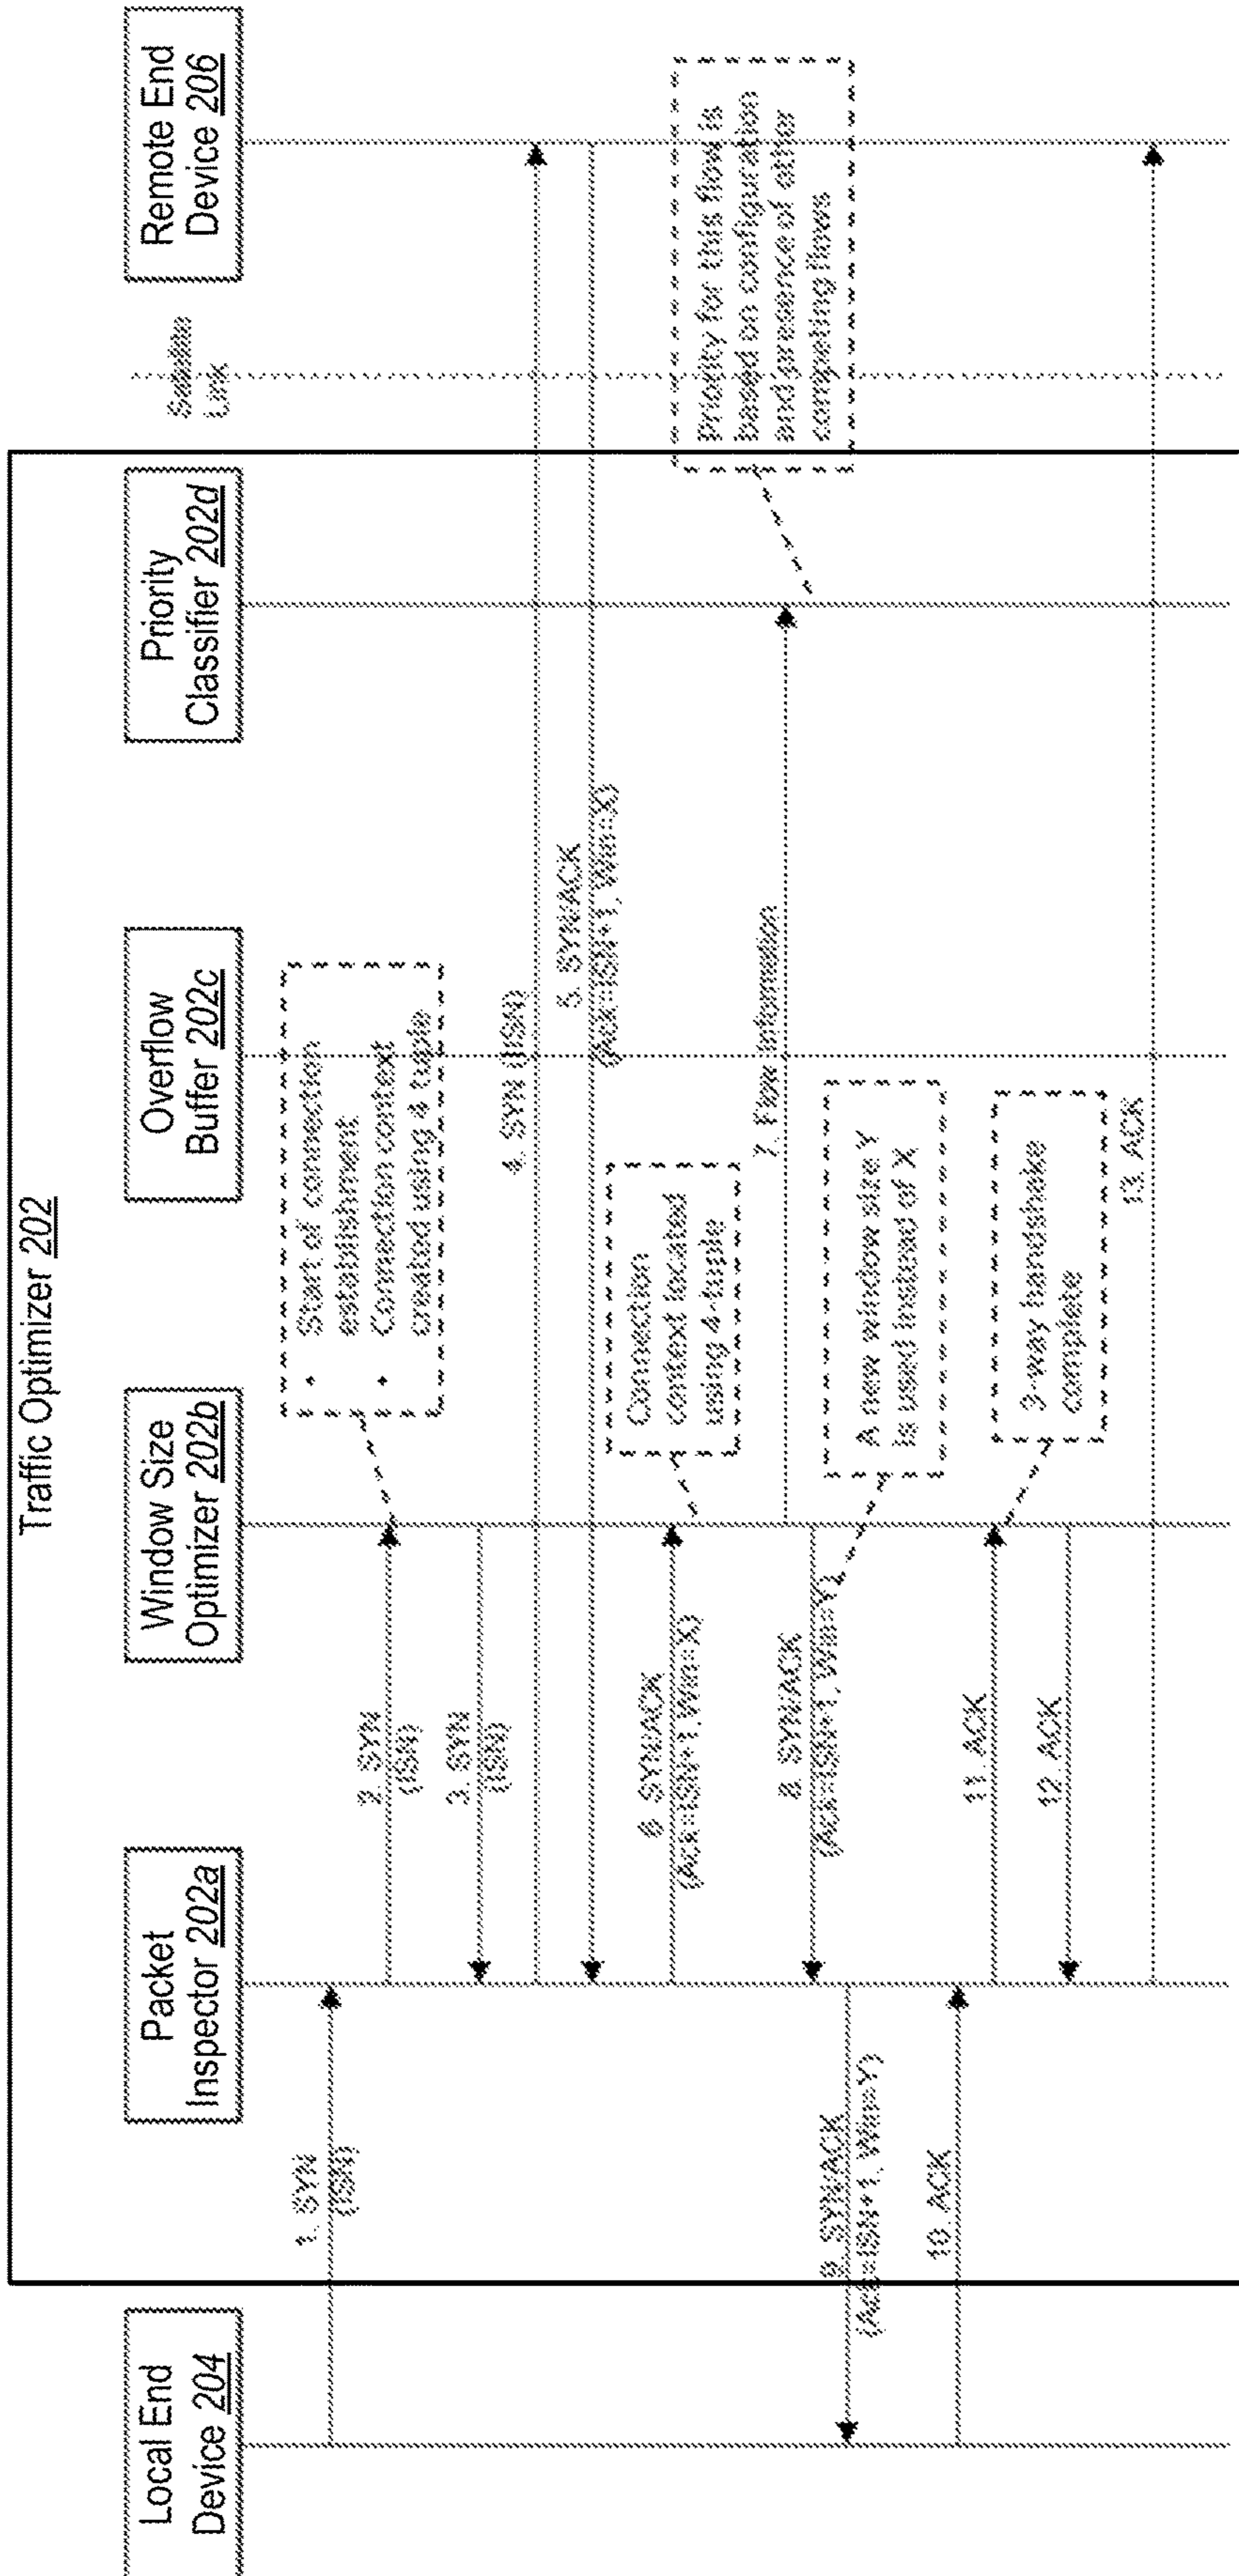 Traffic Optimizer 202
Local End
Device 204
Packet
Inspector 202a
Window Size
Optimizer 202b
Overflow
Buffer 202c
Priority
Classifier 202d
Satellite
Link
Remote End
Device 206
1. SYN
(ISN)
2. SYN
(ISN)
• Start of connection
establishment
• Connection context
created using 4 tuple
3. SYN
(ISN)
4. SYN (ISN)
5. SYN/ACK
(Ack=ISN+1, Win=X)
6. SYN/ACK
(Ack=ISN+1, Win=X)
Connection
context located
using 4-tuple
7. Flow information
Priority for this flow is
based on configuration
and presence of other
competing flows
8. SYN/ACK
(Ack=ISN+1, Win=Y)
A new window size Y
is used instead of X
9. SYN/ACK
(Ack=ISN+1, Win=Y)
10. ACK
11. ACK
3-way handshake
complete
12. ACK
13. ACK